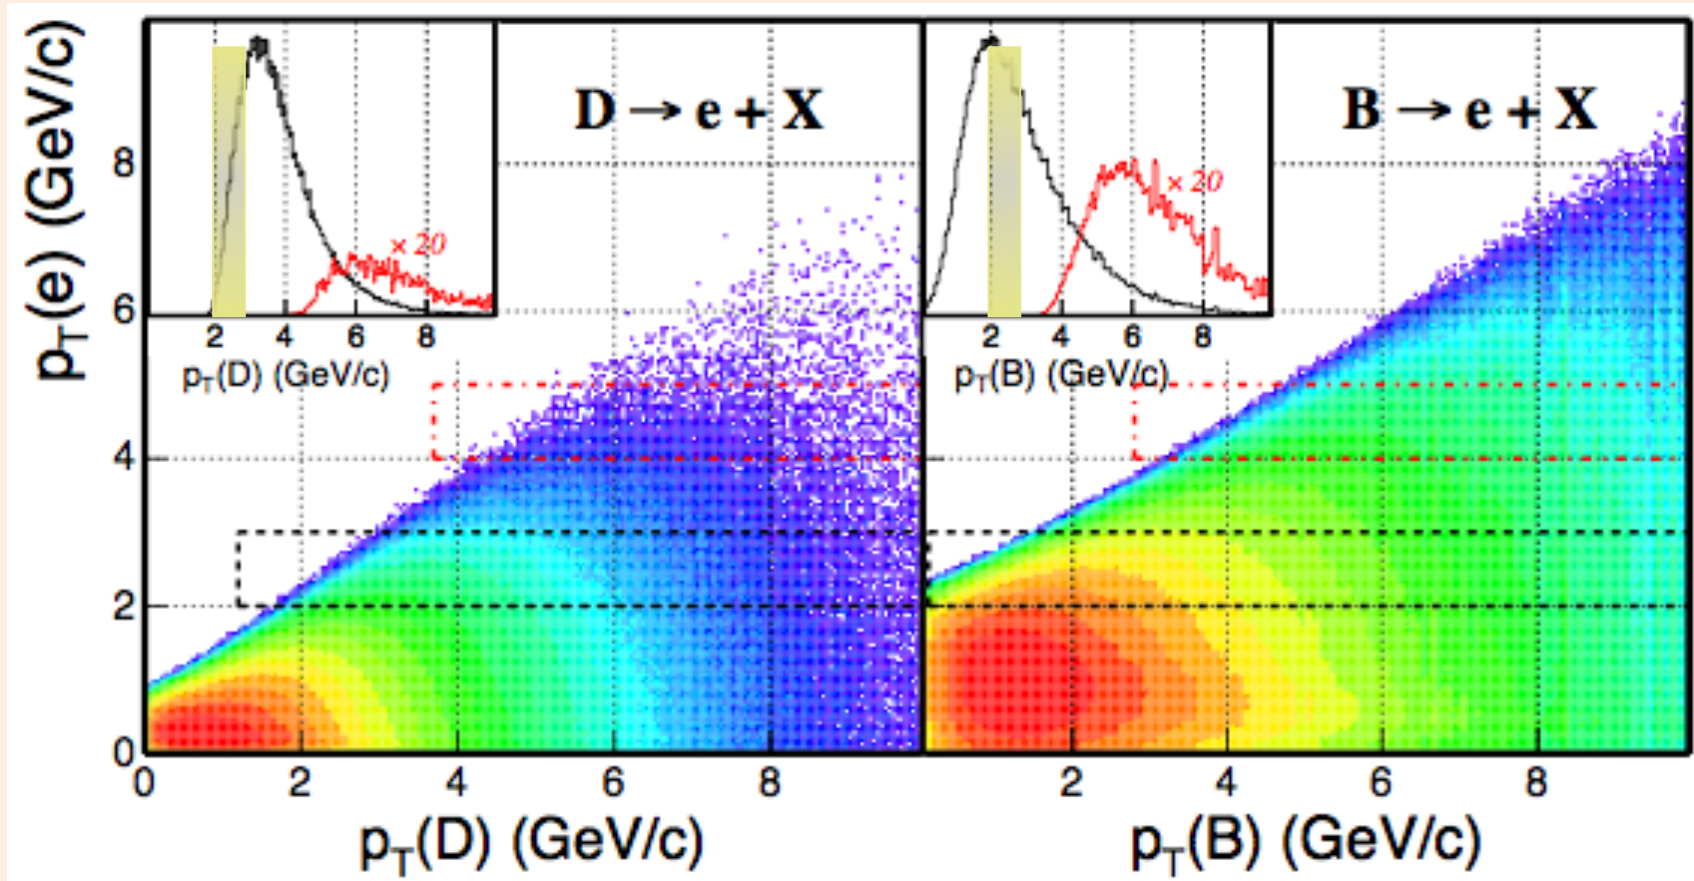 p_T(e) (GeV/c)
8
6
4
2
0
D → e + X
× 20
2 4 6 8
p_T(D) (GeV/c)
0 2 4 6 8
p_T(D) (GeV/c)
B → e + X
× 20
2 4 6 8
p_T(B) (GeV/c)
2 4 6 8
p_T(B) (GeV/c)